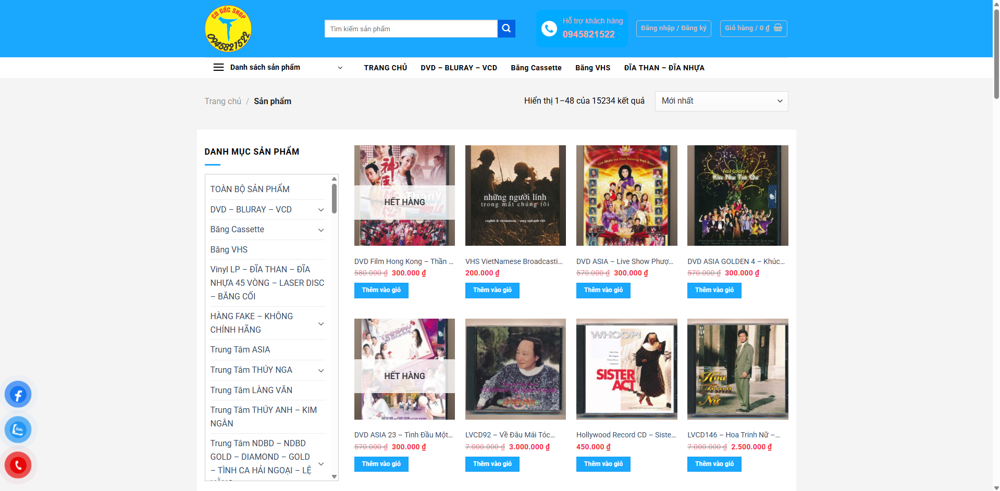 CD GỐC SHOP
0945821522
Tìm kiếm sản phẩm
Hỗ trợ khách hàng
0945821522
Đăng nhập / Đăng ký
Giỏ hàng / 0 ₫
Danh sách sản phẩm
TRANG CHỦ
DVD – BLURAY – VCD
Băng Cassette
Băng VHS
ĐĨA THAN – ĐĨA NHỰA
Trang chủ / Sản phẩm
Hiển thị 1–48 của 15234 kết quả
Mới nhất
DANH MỤC SẢN PHẨM
TOÀN BỘ SẢN PHẨM
DVD – BLURAY – VCD
Băng Cassette
Băng VHS
Vinyl LP – ĐĨA THAN – ĐĨA
NHỰA 45 VÒNG – LASER DISC
– BĂNG CỐI
HÀNG FAKE – KHÔNG
CHÍNH HÃNG
Trung Tâm ASIA
Trung Tâm THÚY NGA
Trung Tâm LÀNG VĂN
Trung Tâm THÚY ANH – KIM
NGÂN
Trung Tâm NDBD – NDBD
GOLD – DIAMOND – GOLD
– TÌNH CA HẢI NGOẠI – LỆ
Zalo
HẾT HÀNG
những người lính
trong mắt chúng tôi
english & vietnamese – song ngữ anh việt
Asia Golden 4
Khúc Nhạc Tình Quê
DVD Film Hong Kong – Thần ...
580.000 ₫ 300.000 ₫
Thêm vào giỏ
VHS VietNamese Broadcasti...
200.000 ₫
Thêm vào giỏ
DVD ASIA – Live Show Phượ...
570.000 ₫ 300.000 ₫
Thêm vào giỏ
DVD ASIA GOLDEN 4 – Khúc...
570.000 ₫ 300.000 ₫
Thêm vào giỏ
HẾT HÀNG
WHOOPI
SISTER
ACT
Hoa
Trinh
Nữ
DVD ASIA 23 – Tình Đầu Một...
570.000 ₫ 300.000 ₫
Thêm vào giỏ
LVCD92 – Về Đâu Mái Tóc...
7.000.000 ₫ 3.000.000 ₫
Thêm vào giỏ
Hollywood Record CD – Siste...
450.000 ₫
Thêm vào giỏ
LVCD146 – Hoa Trinh Nữ –...
7.000.000 ₫ 2.500.000 ₫
Thêm vào giỏ